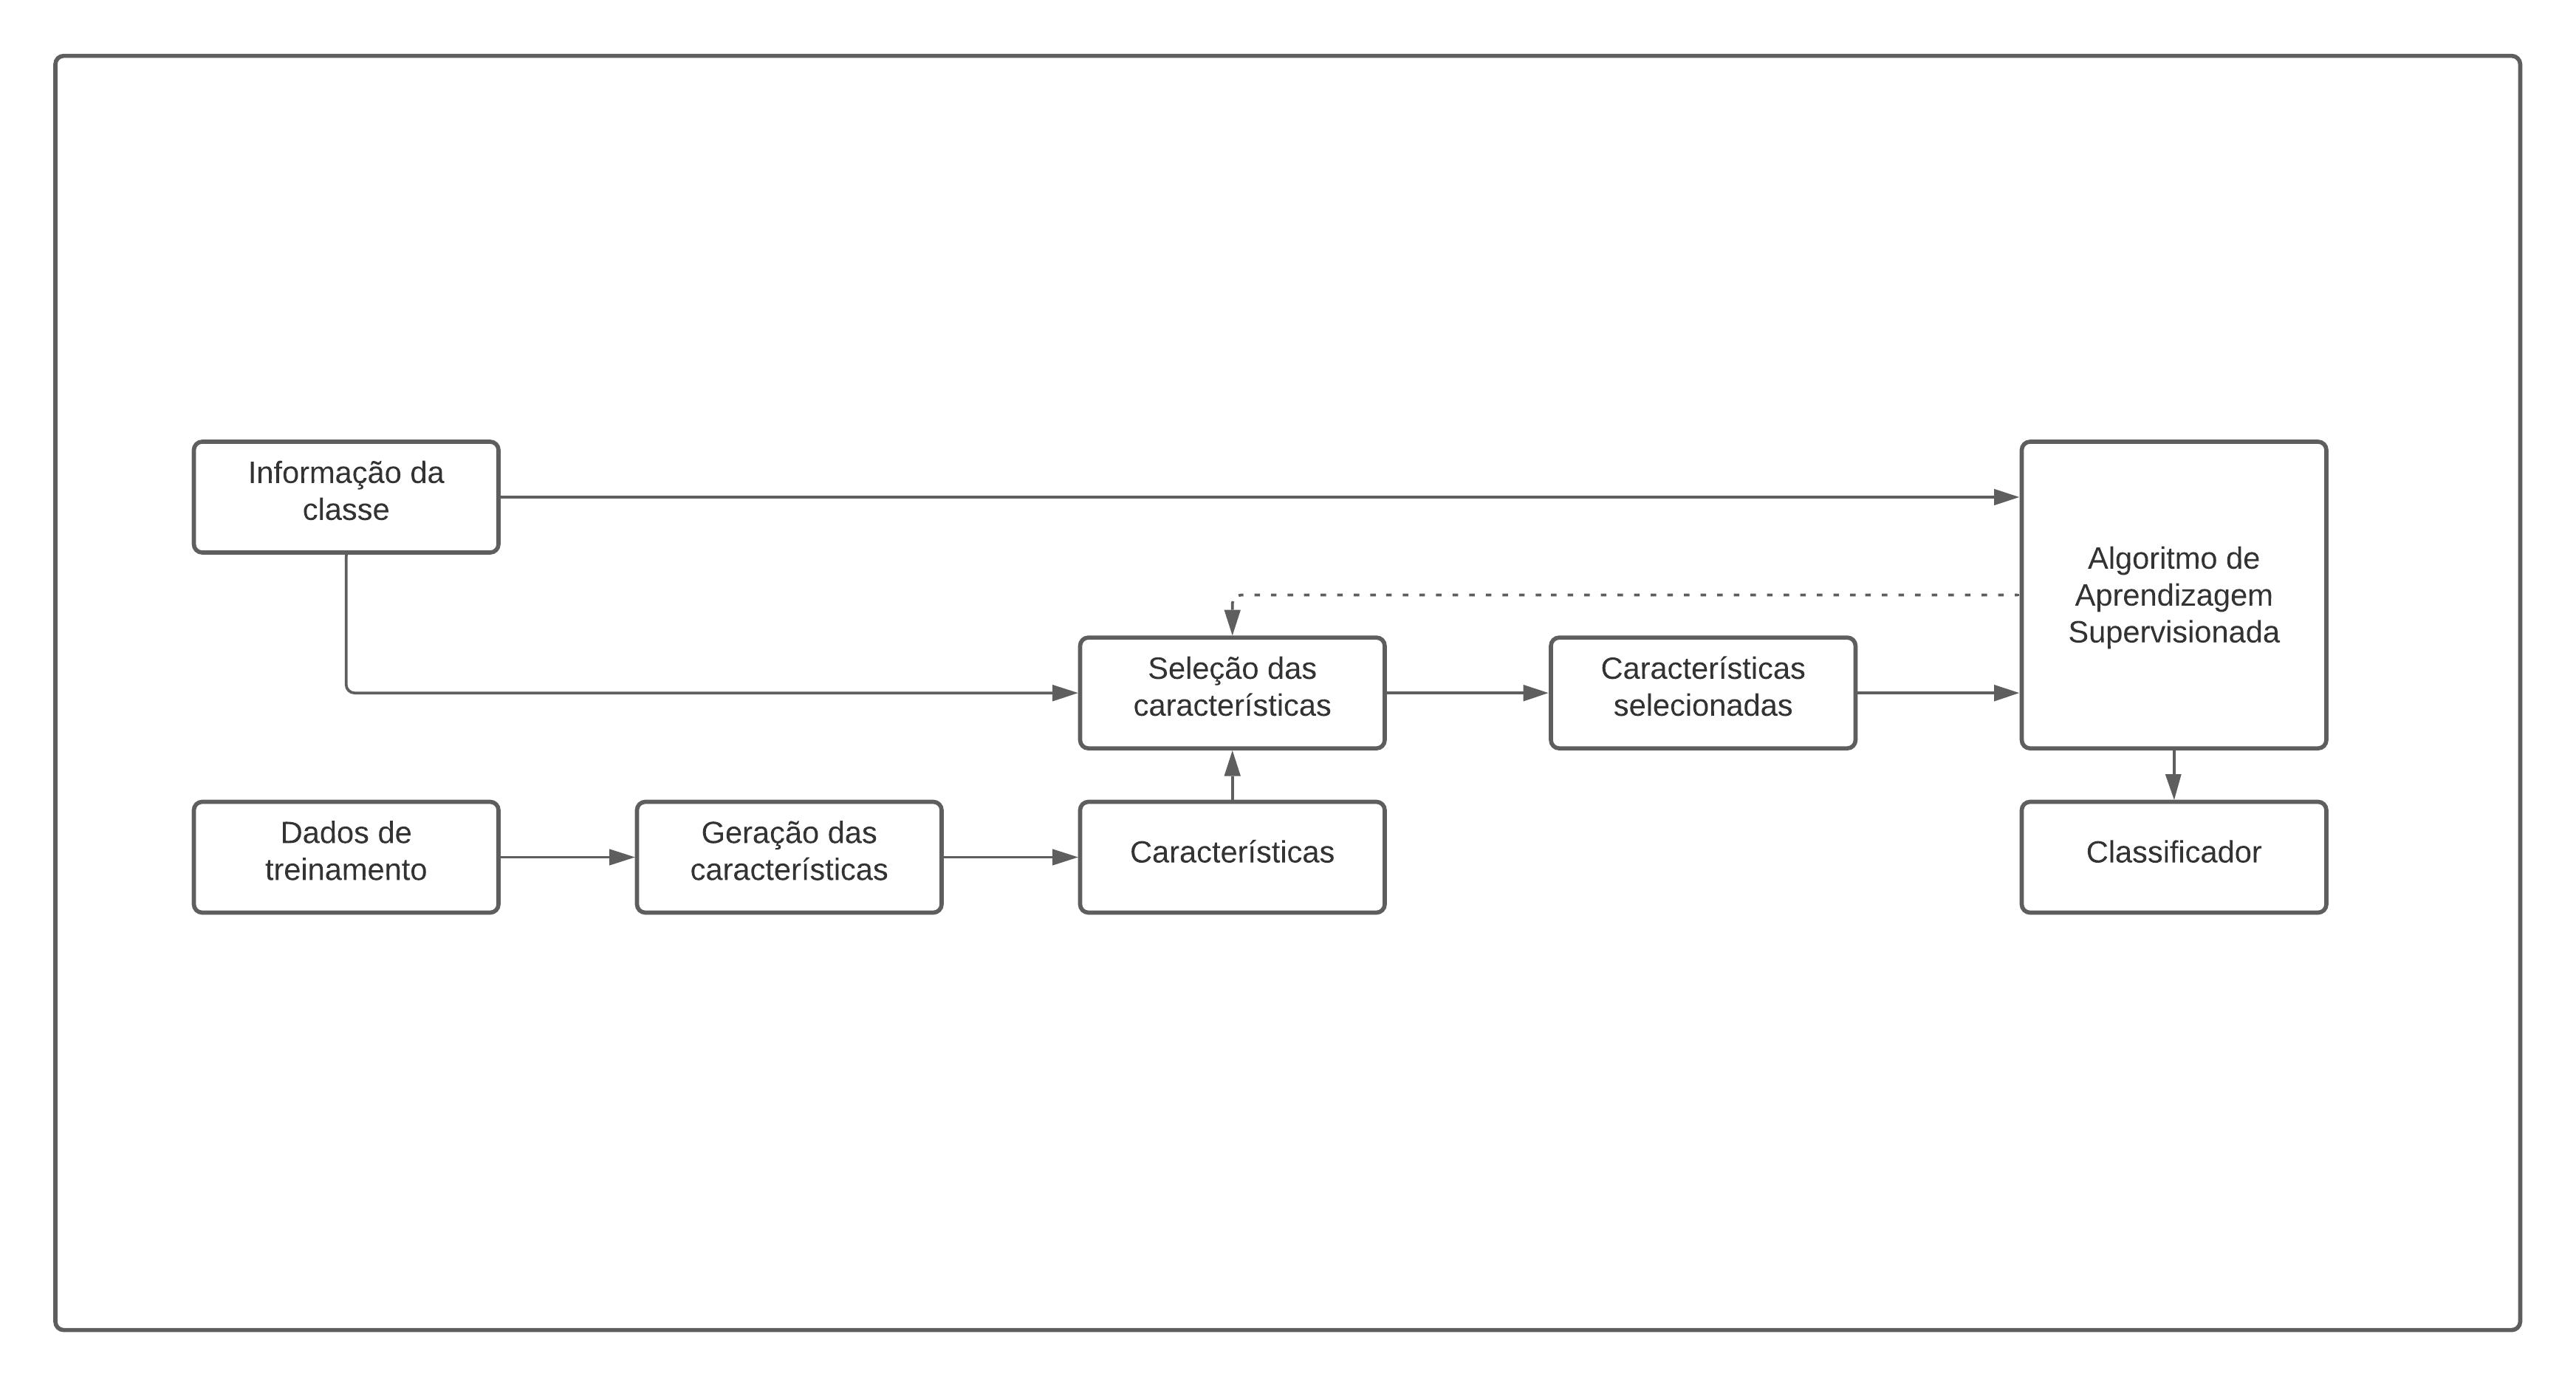 Informação da
classe
Algoritmo de
Aprendizagem
Supervisionada
Seleção das
características
Características
selecionadas
Dados de
treinamento
Geração das
características
Características
Classificador